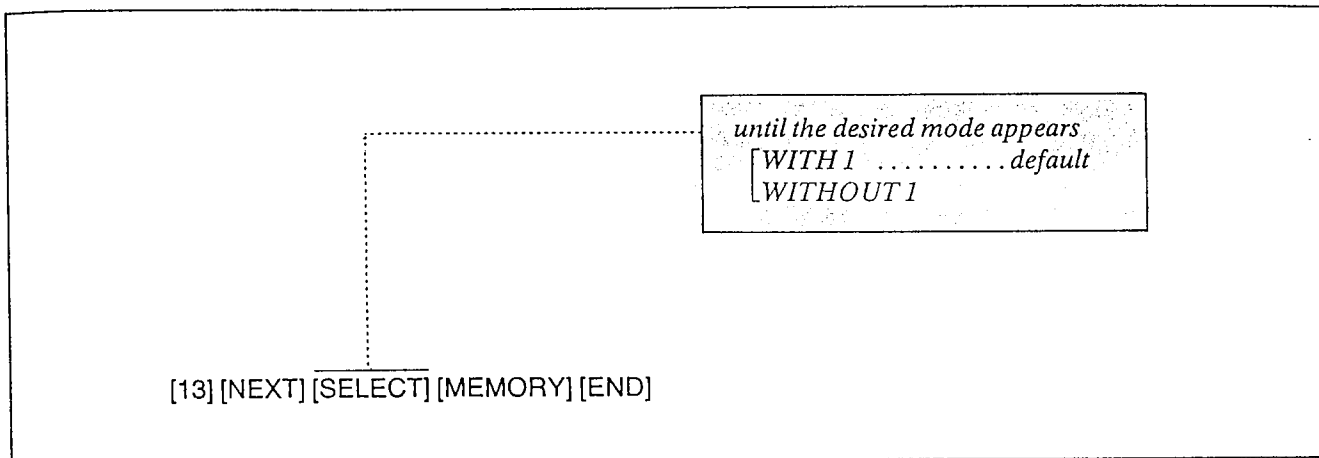 until the desired mode appears
WITH 1 ..........default
WITHOUT 1
[13] [NEXT] [SELECT] [MEMORY] [END]